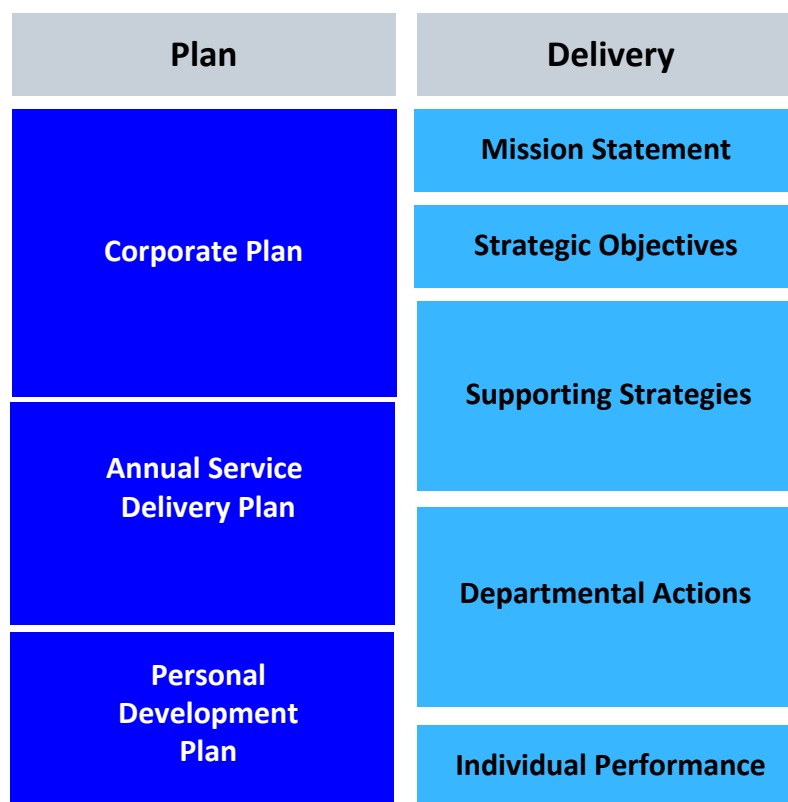 Plan
Delivery
Corporate Plan
Annual Service
Delivery Plan
Personal
Development
Plan
Mission Statement
Strategic Objectives
Supporting Strategies
Departmental Actions
Individual Performance